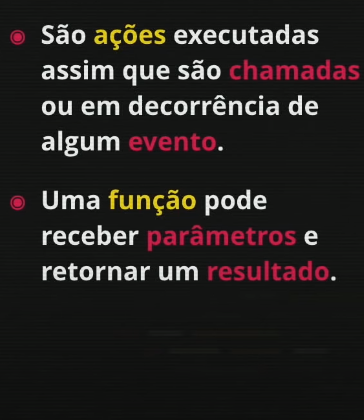 São ações executadas
assim que são chamadas
ou em decorrência de
algum evento.
Uma função pode
receber parâmetros e
retornar um resultado.